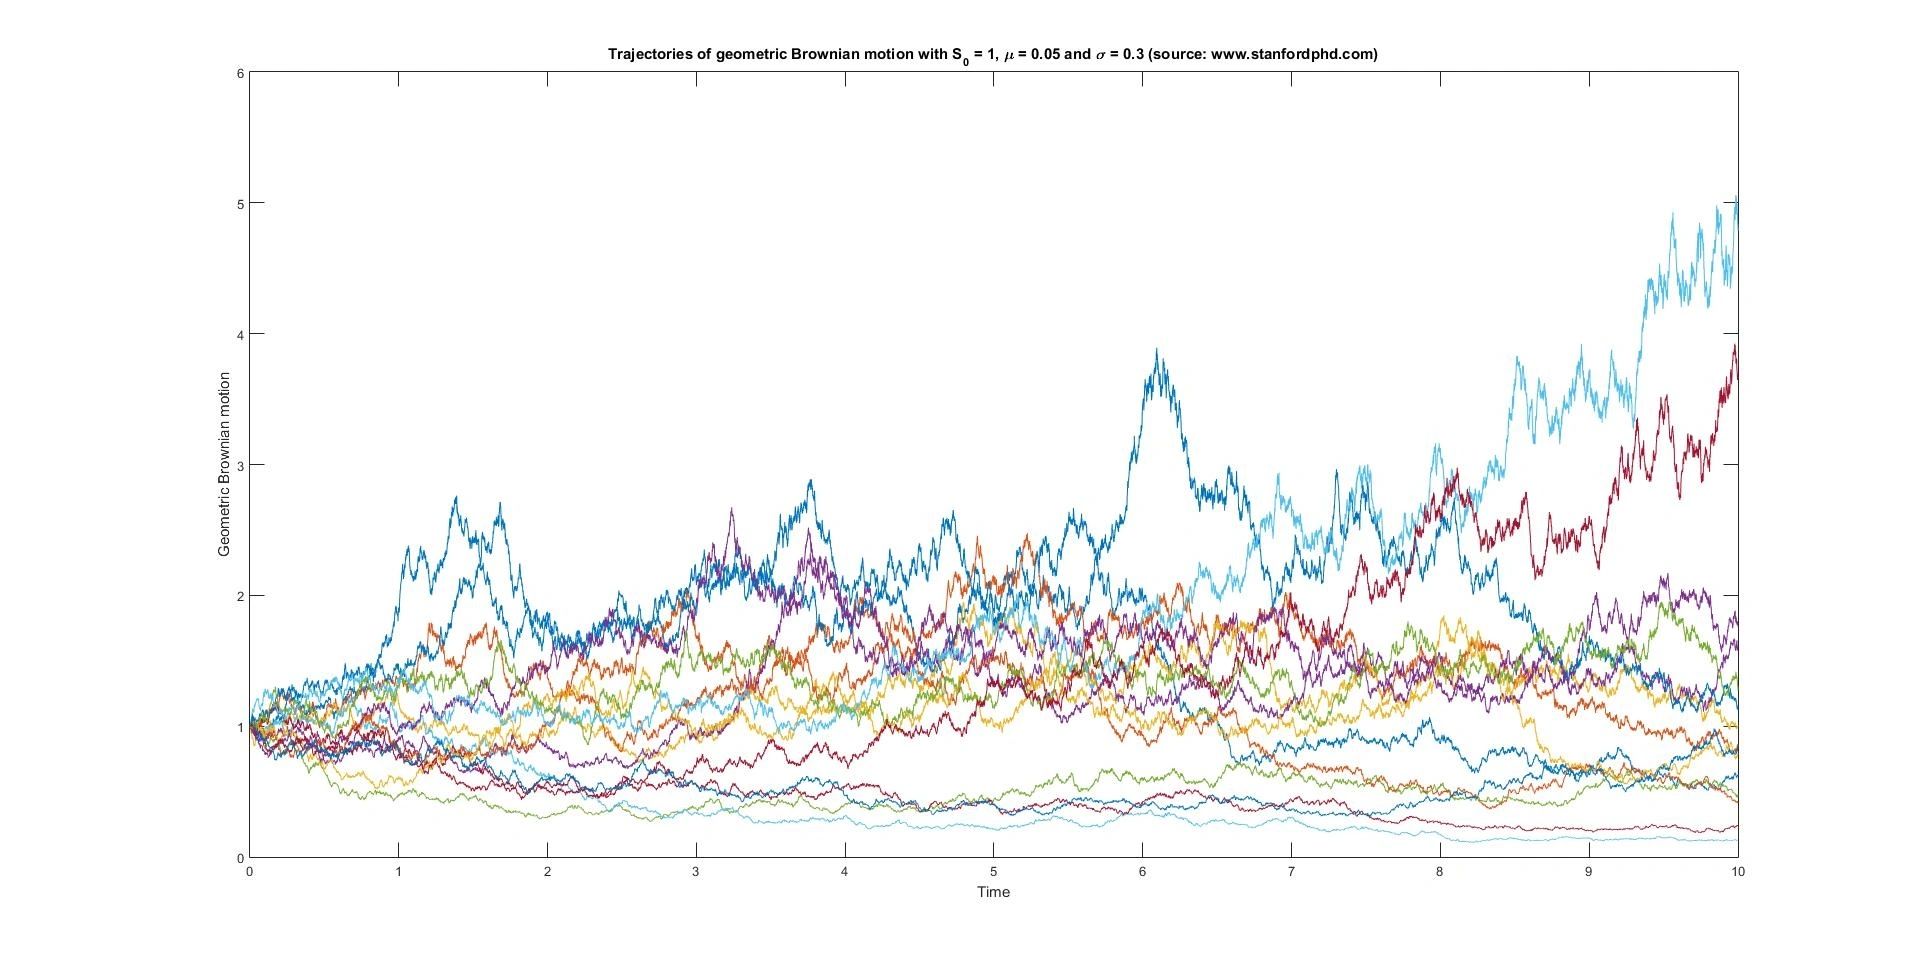 Trajectories of geometric Brownian motion with S₀ = 1, μ = 0.05 and σ = 0.3 (source: www.stanfordphd.com)
6
5
4
3
2
1
0
Geometric Brownian motion
0 1 2 3 4 5 6 7 8 9 10
Time